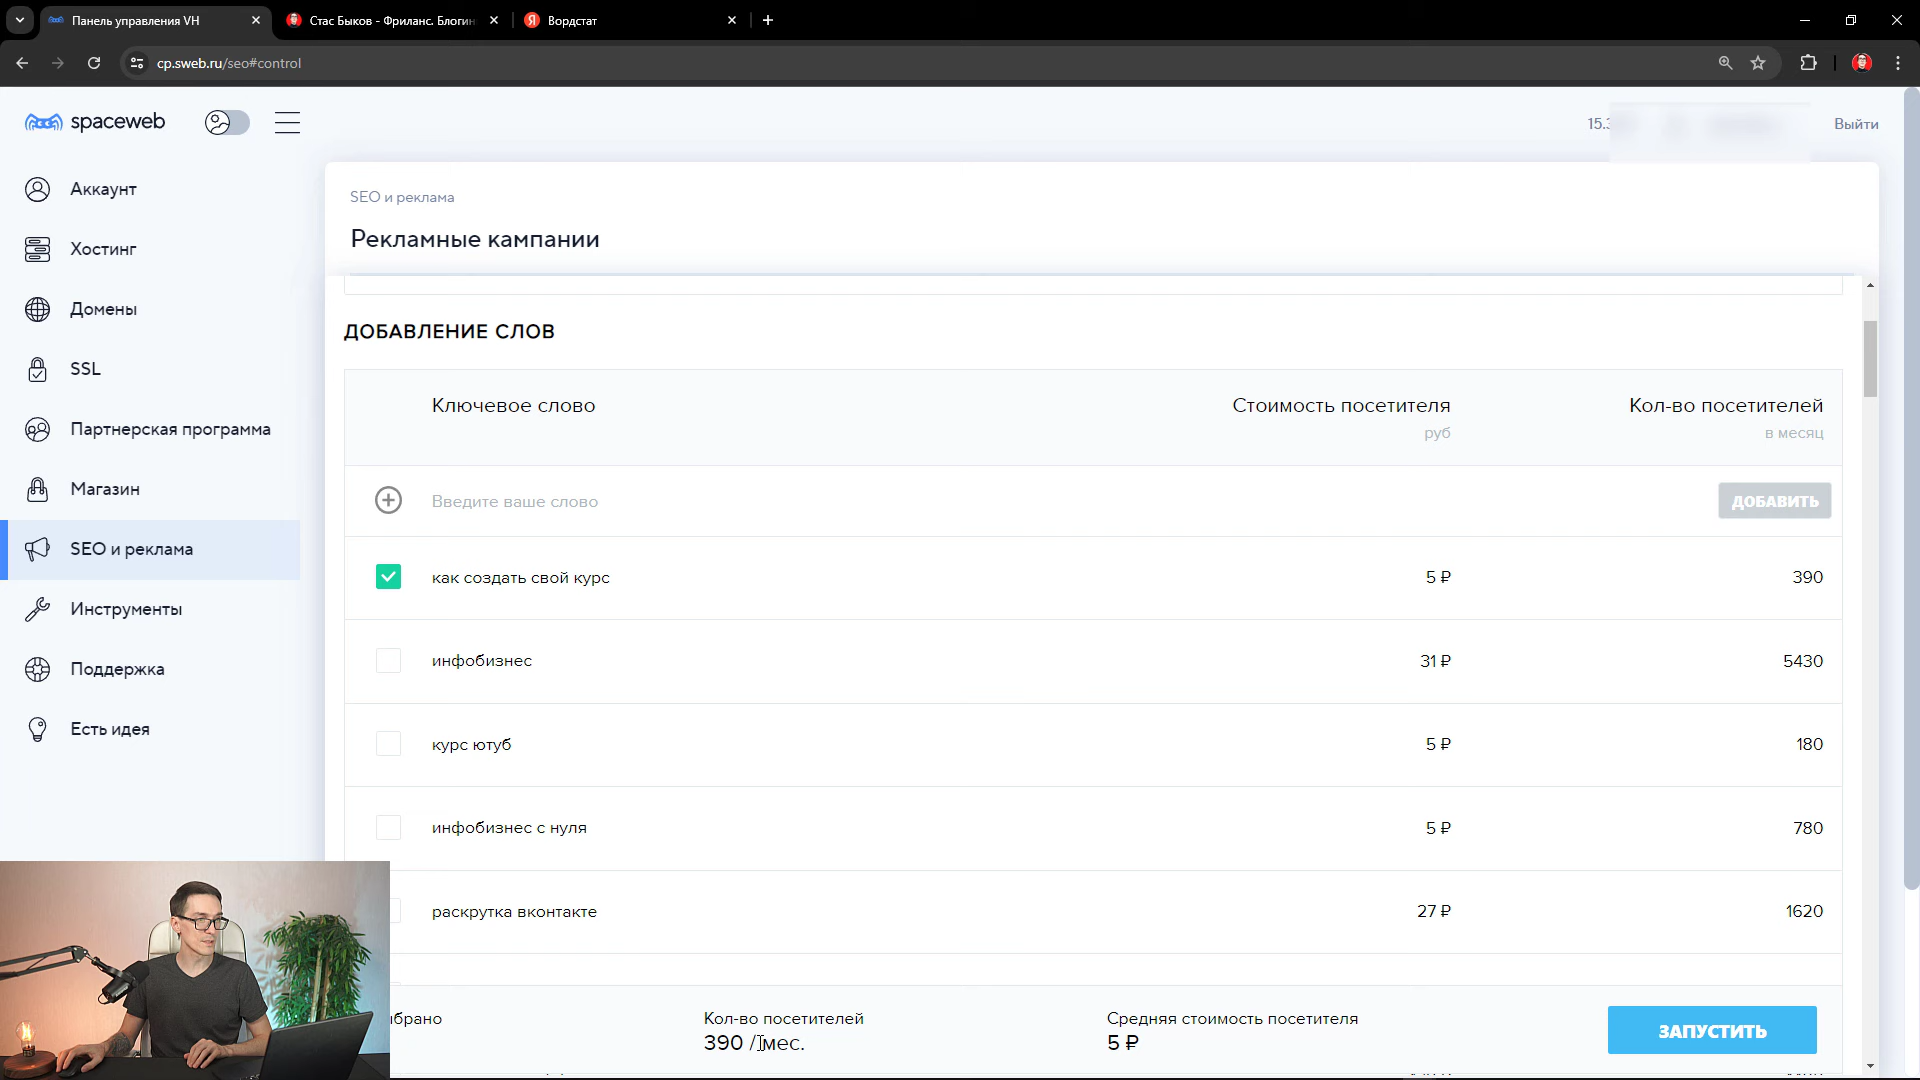 Панель управления VH
Стас Быков - Фриланс. Блогин
Вордстат
cp.sweb.ru/seo#control
spaceweb
Выйти
Аккаунт
Хостинг
Домены
SSL
Партнерская программа
Магазин
SEO и реклама
Инструменты
Поддержка
Есть идея
SEO и реклама
Рекламные кампании
ДОБАВЛЕНИЕ СЛОВ
Ключевое слово
Стоимость посетителя
руб
Кол-во посетителей
в месяц
Введите ваше слово
ДОБАВИТЬ
как создать свой курс 5 ₽ 390
инфобизнес 31 ₽ 5430
курс ютуб 5 ₽ 180
инфобизнес с нуля 5 ₽ 780
раскрутка вконтакте 27 ₽ 1620
брано
Кол-во посетителей
390 / мес.
Средняя стоимость посетителя
5 ₽
ЗАПУСТИТЬ